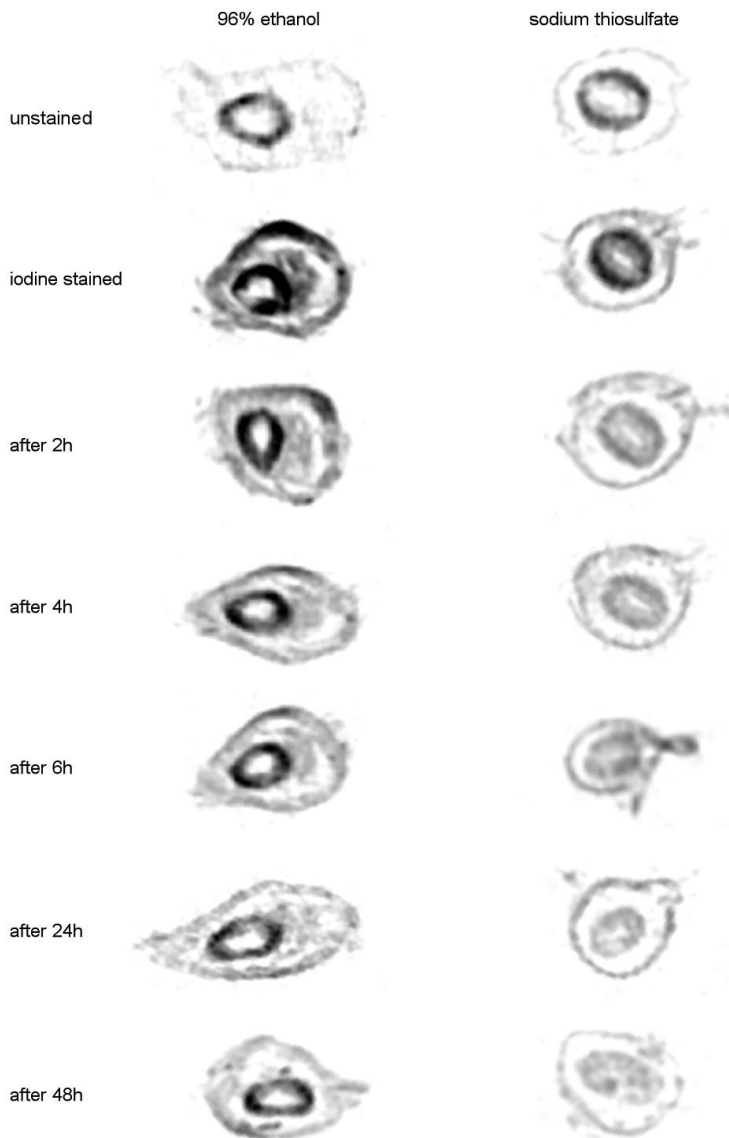 96% ethanol sodium thiosulfate
unstained
iodine stained
after 2h
after 4h
after 6h
after 24h
after 48h